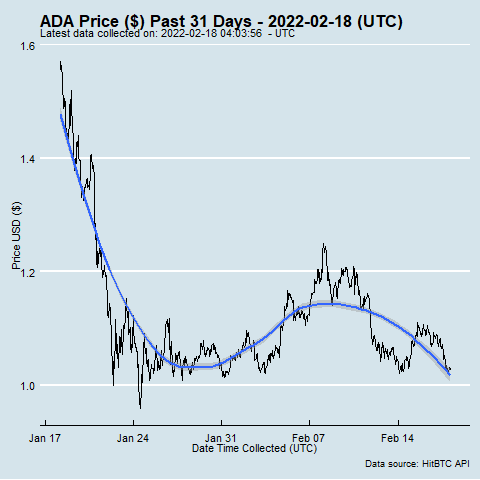 ADA Price ($) Past 31 Days - 2022-02-18 (UTC)
Latest data collected on: 2022-02-18 04:03:56 - UTC
1.6
1.4
1.2
1.0
Price USD ($)
Jan 17
Jan 24
Jan 31
Feb 07
Feb 14
Date Time Collected (UTC)
Data source: HitBTC API